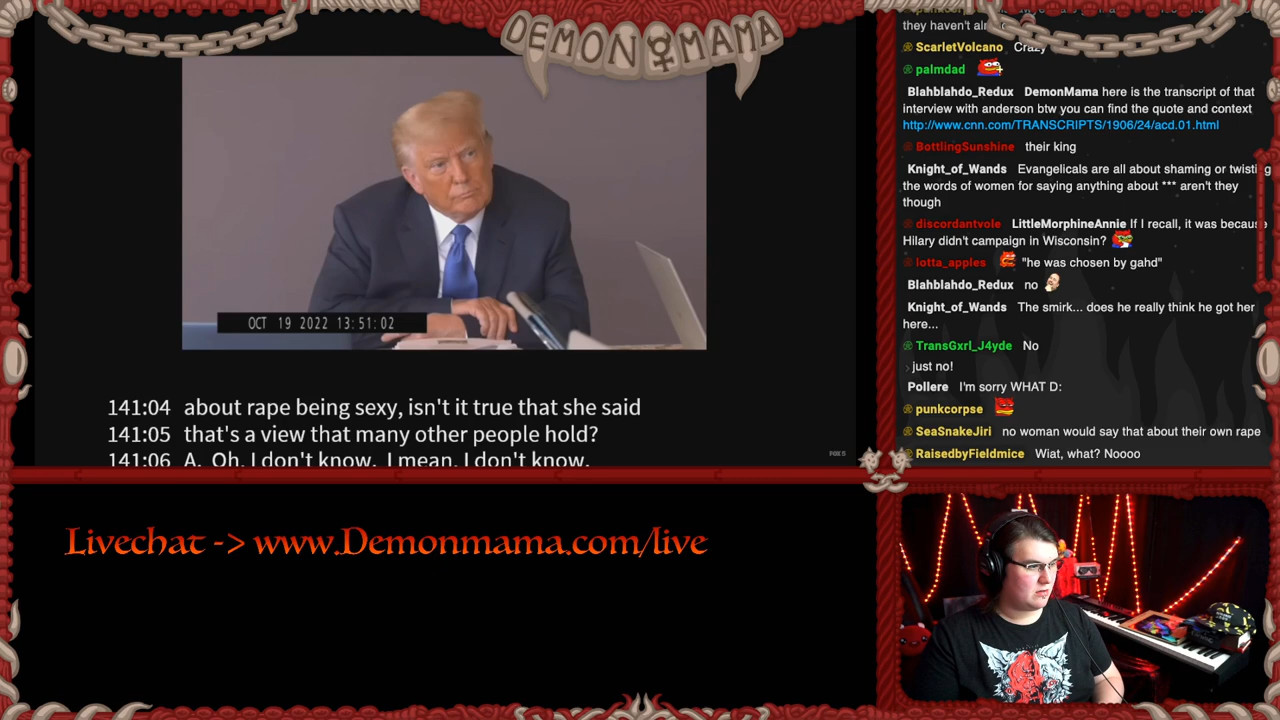 DEMON MAMA
OCT 19 2022 13:51:02
141:04 about rape being sexy, isn't it true that she said
141:05 that's a view that many other people hold?
141:06 A. Oh, I don't know. I mean, I don't know.
FOX 5
Livechat -> www.Demonmama.com/live
they haven't
ScarletVolcano Crazy
palmdad
Blahblahdo_Redux DemonMama here is the transcript of that
interview with anderson btw you can find the quote and context
http://www.cnn.com/TRANSCRIPTS/1906/24/acd.01.html
BottlingSunshine their king
Knight_of_Wands Evangelicals are all about shaming or twisting
the words of women for saying anything about *** aren't they
though
discordantvole LittleMorphineAnnie If I recall, it was because
Hilary didn't campaign in Wisconsin?
lotta_apples "he was chosen by gahd"
Blahblahdo_Redux no
Knight_of_Wands The smirk... does he really think he got her
here...
TransGxrl_J4yde No
just no!
Pollere I'm sorry WHAT D:
punkcorpse
SeaSnakeJiri no woman would say that about their own rape
RaisedbyFieldmice Wiat, what? Noooo